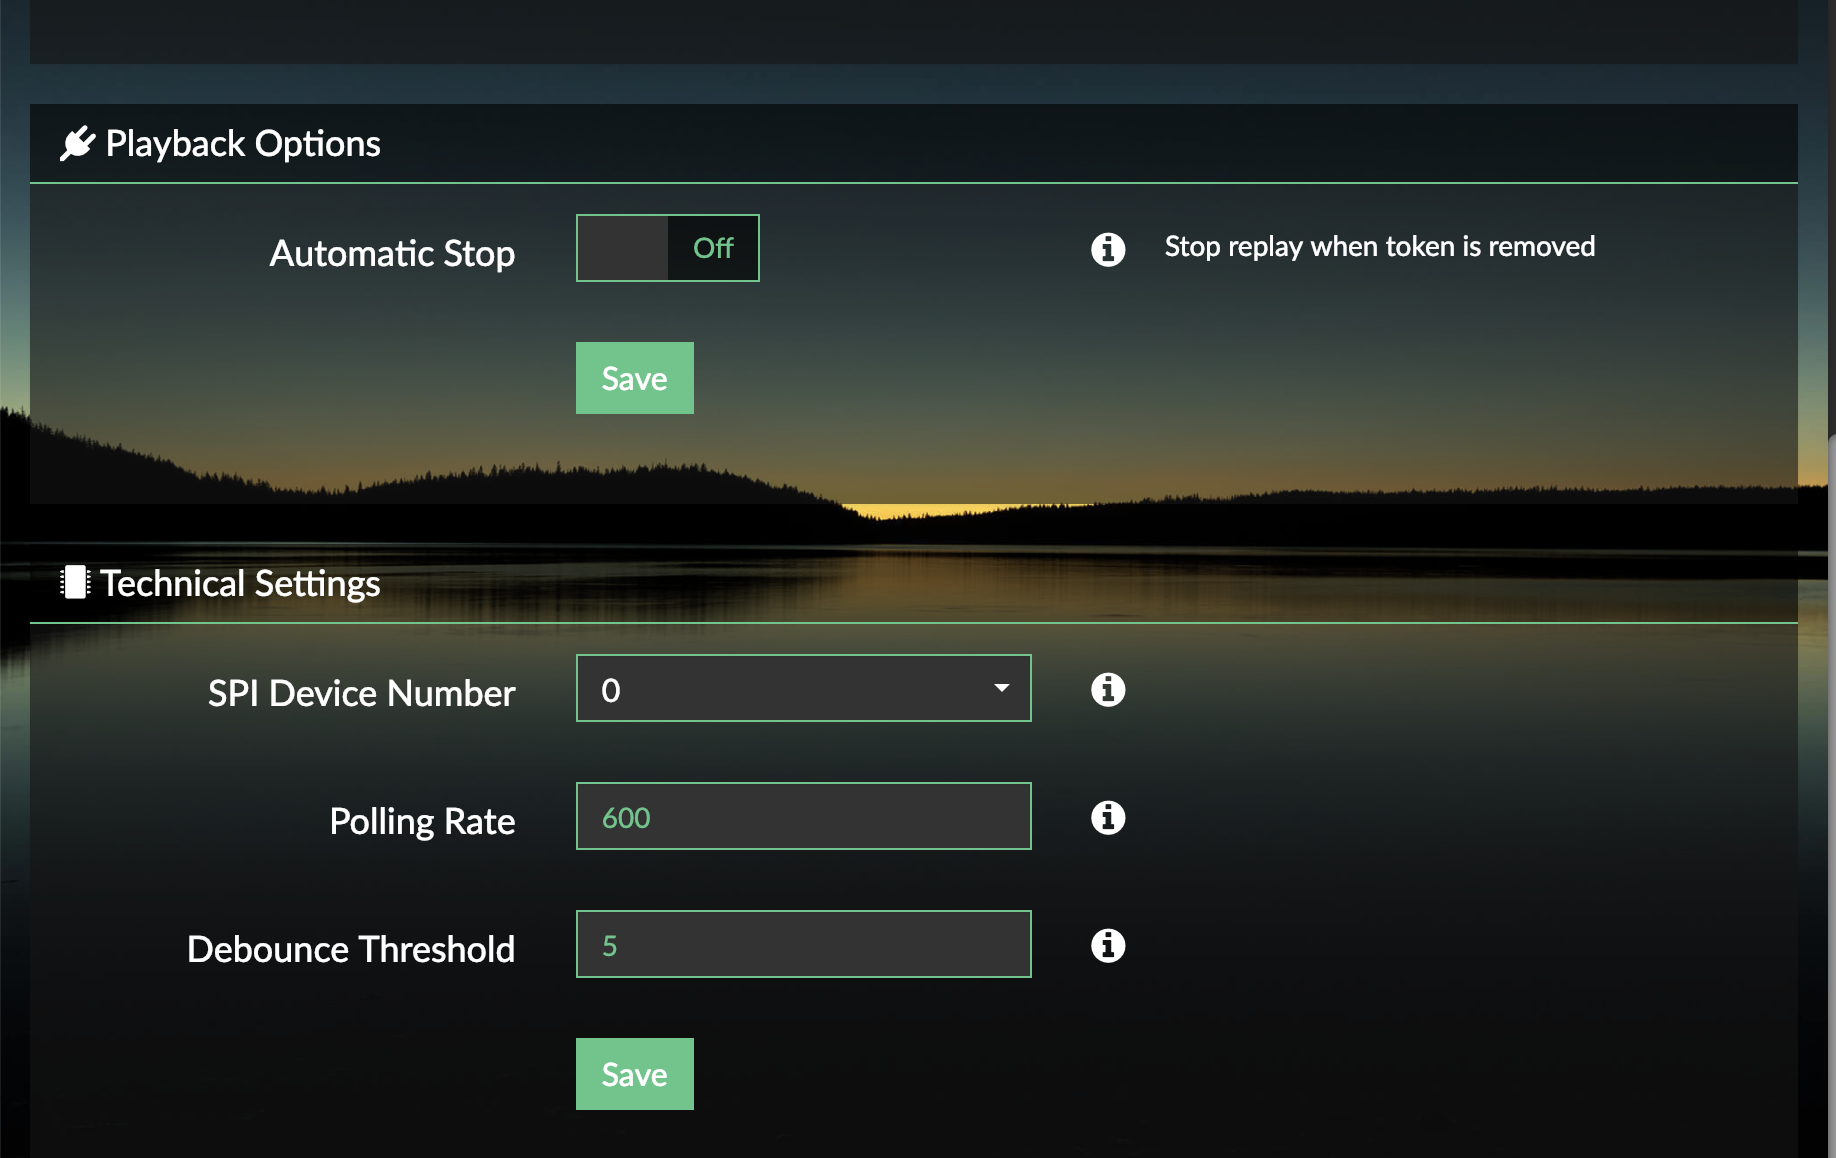 Playback Options
Automatic Stop
Off
Stop replay when token is removed
Save
Technical Settings
SPI Device Number
0
Polling Rate
600
Debounce Threshold
5
Save